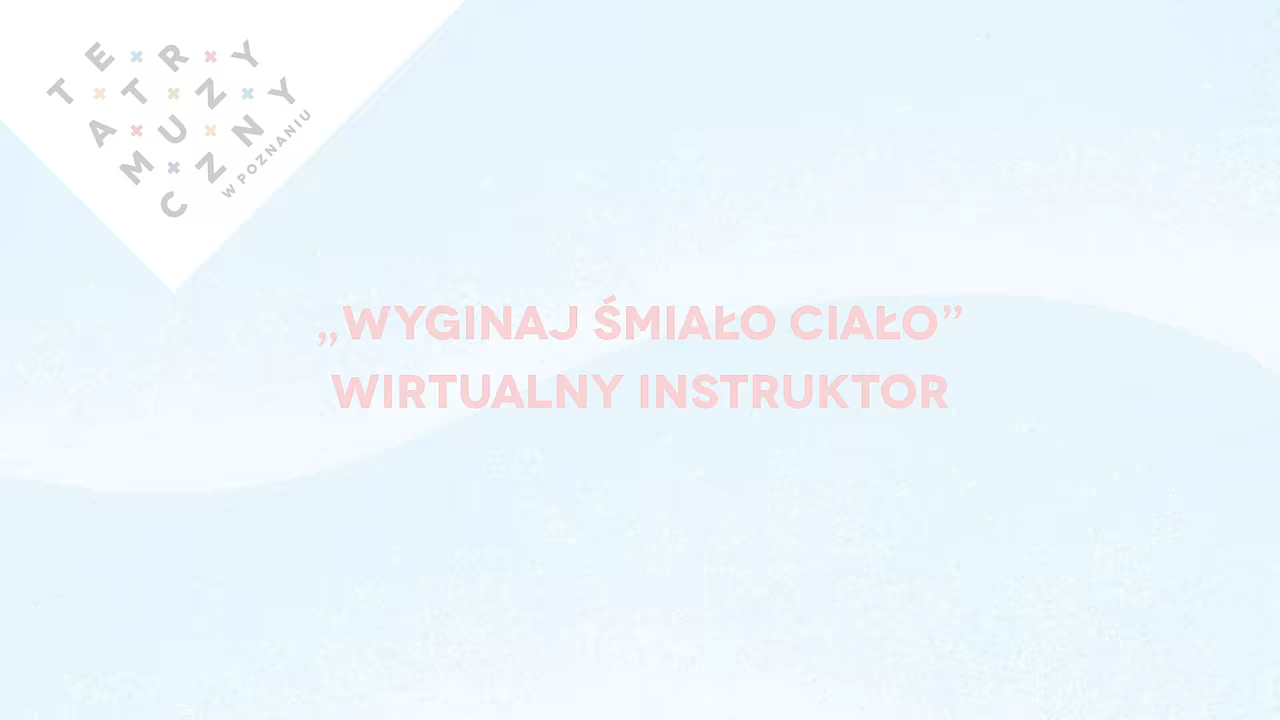 TEATR MUZYCZNY
W POZNANIU
„WYGINAJ ŚMIAŁO CIAŁO”
WIRTUALNY INSTRUKTOR